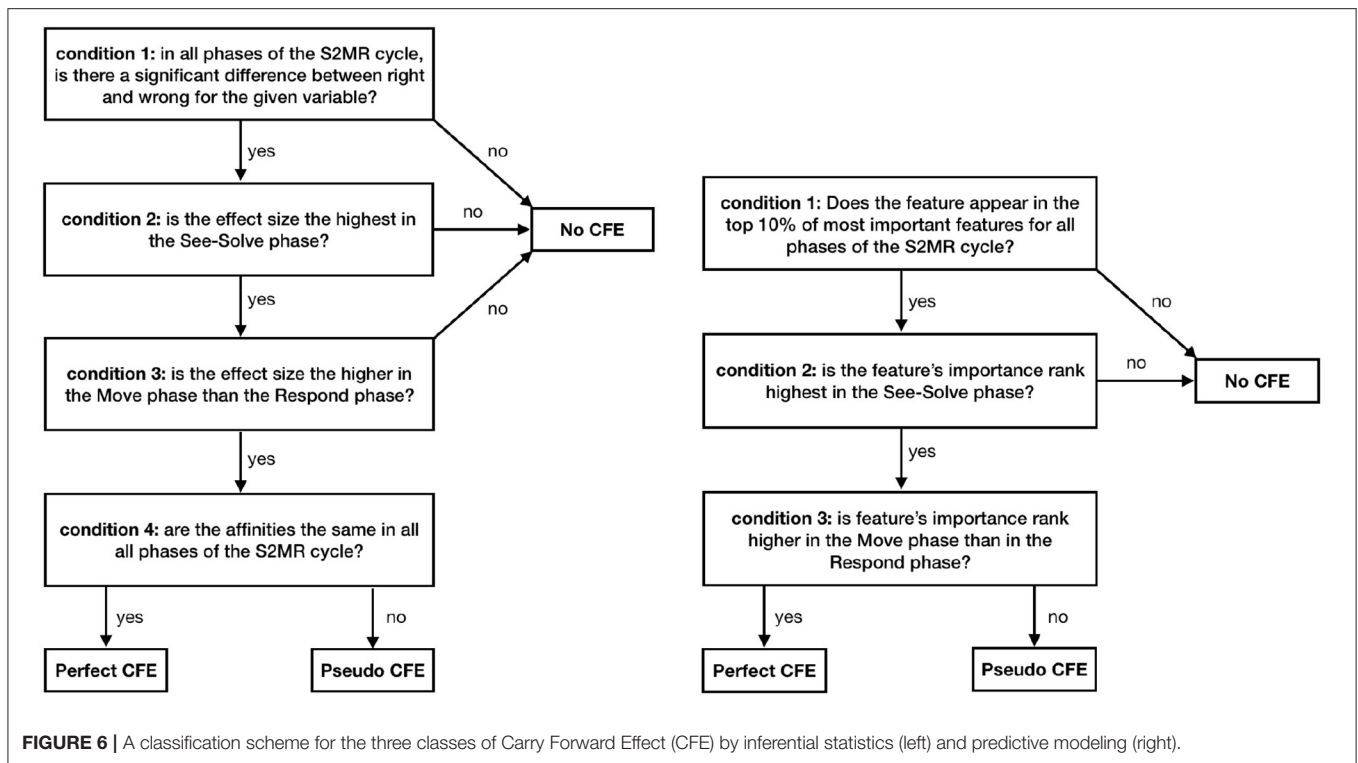 condition 1: in all phases of the S2MR cycle,
is there a significant difference between right
and wrong for the given variable?
yes
no
condition 2: is the effect size the highest in
the See-Solve phase?
no
No CFE
yes
no
condition 3: is the effect size the higher in
the Move phase than the Respond phase?
yes
condition 4: are the affinities the same in all
all phases of the S2MR cycle?
yes
no
Perfect CFE
Pseudo CFE
condition 1: Does the feature appear in the
top 10% of most important features for all
phases of the S2MR cycle?
yes
no
condition 2: is the feature's importance rank
highest in the See-Solve phase?
no
No CFE
yes
condition 3: is feature's importance rank
higher in the Move phase than in the
Respond phase?
yes
no
Perfect CFE
Pseudo CFE
FIGURE 6 | A classification scheme for the three classes of Carry Forward Effect (CFE) by inferential statistics (left) and predictive modeling (right).